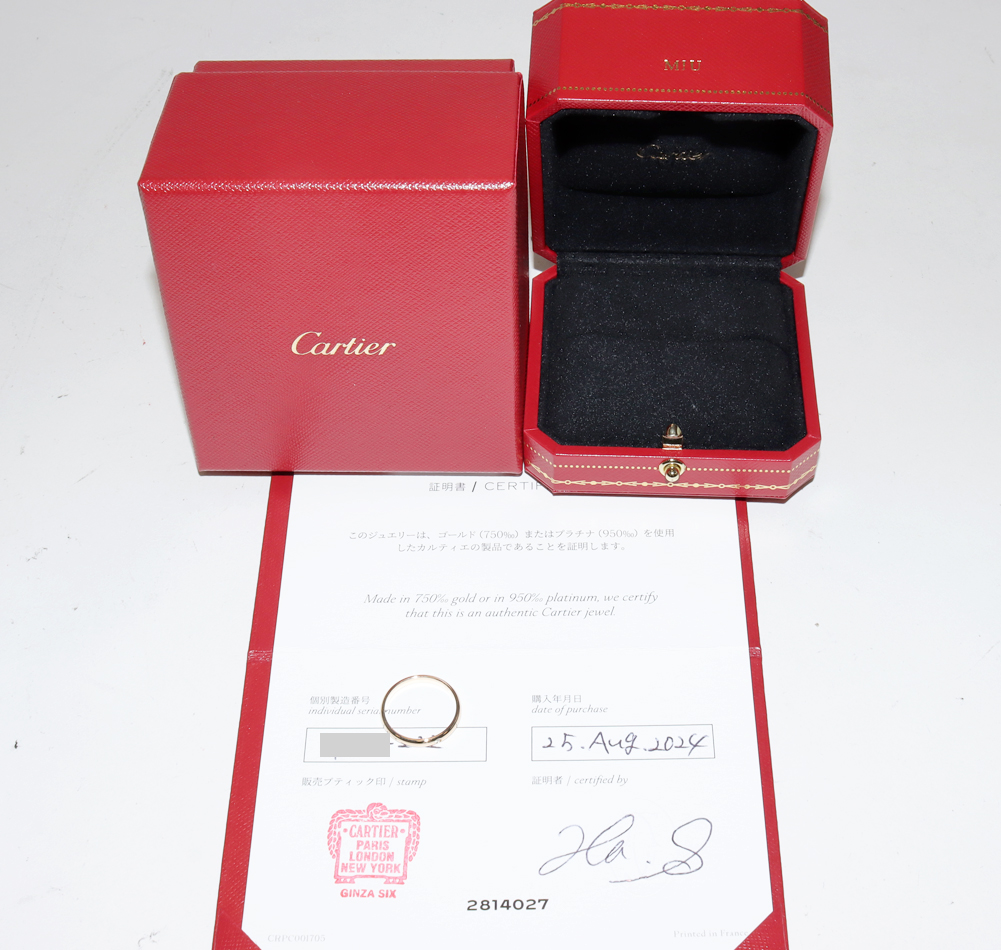 MIU
Cartier
Cartier
証明書 / CERTIF
このジュエリーは、ゴールド (750‰) またはプラチナ (950‰) を使用
したカルティエの製品であることを証明します。
Made in 750‰ gold or in 950‰ platinum, we certify
that this is an authentic Cartier jewel.
個別製造番号
individual serial number
購入年月日
date of purchase
25.Aug.2024
販売ブティック印 / stamp
証明者 / certified by
CARTIER
PARIS
LONDON
NEW YORK
GINZA SIX
2814027
CRPC001705
Printed in France